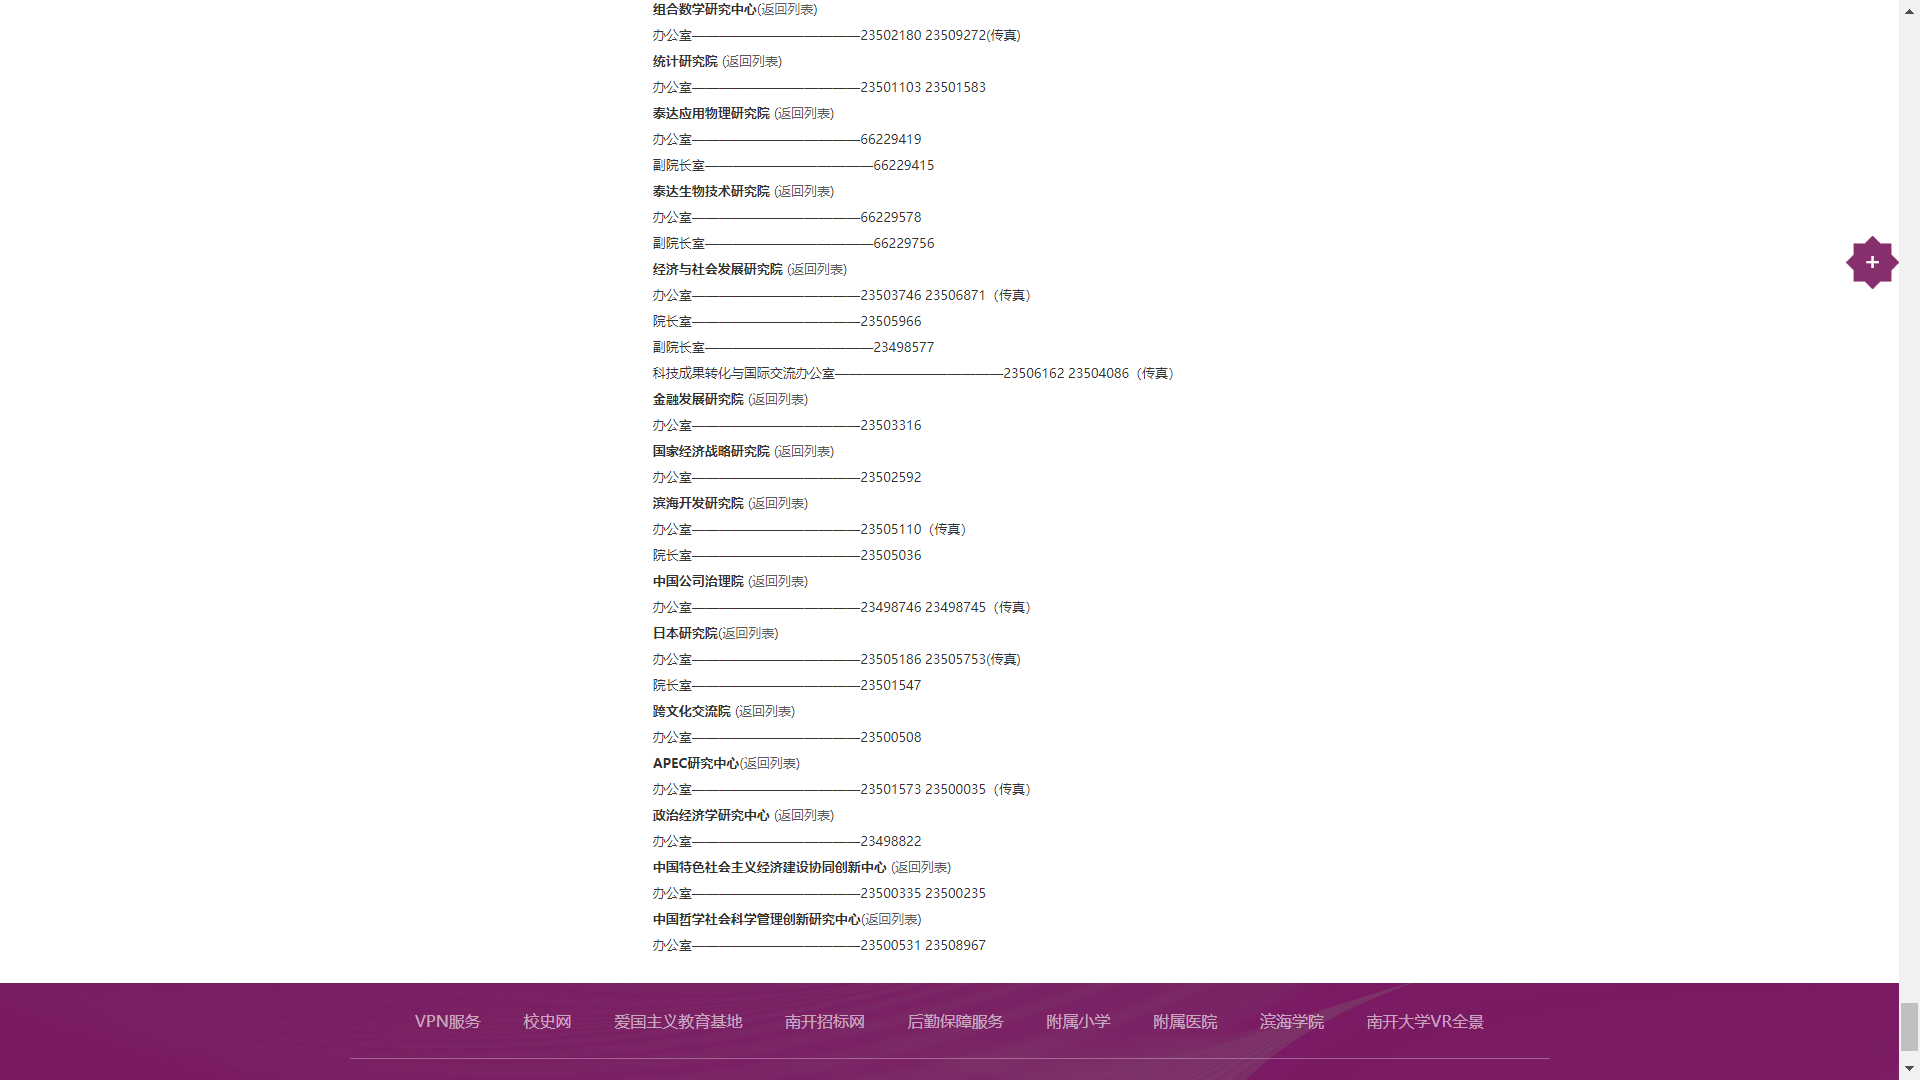 组合数学研究中心(返回列表)
办公室—————————————23502180 23509272(传真)
统计研究院 (返回列表)
办公室—————————————23501103 23501583
泰达应用物理研究院 (返回列表)
办公室—————————————66229419
副院长室—————————————66229415
泰达生物技术研究院 (返回列表)
办公室—————————————66229578
副院长室—————————————66229756
经济与社会发展研究院 (返回列表)
办公室—————————————23503746 23506871（传真）
院长室—————————————23505966
副院长室—————————————23498577
科技成果转化与国际交流办公室—————————————23506162 23504086（传真）
金融发展研究院 (返回列表)
办公室—————————————23503316
国家经济战略研究院 (返回列表)
办公室—————————————23502592
滨海开发研究院 (返回列表)
办公室—————————————23505110（传真）
院长室—————————————23505036
中国公司治理院 (返回列表)
办公室—————————————23498746 23498745（传真）
日本研究院(返回列表)
办公室—————————————23505186 23505753(传真)
院长室—————————————23501547
跨文化交流院 (返回列表)
办公室—————————————23500508
APEC研究中心(返回列表)
办公室—————————————23501573 23500035（传真）
政治经济学研究中心 (返回列表)
办公室—————————————23498822
中国特色社会主义经济建设协同创新中心 (返回列表)
办公室—————————————23500335 23500235
中国哲学社会科学管理创新研究中心(返回列表)
办公室—————————————23500531 23508967
VPN服务 校史网 爱国主义教育基地 南开招标网 后勤保障服务 附属小学 附属医院 滨海学院 南开大学VR全景